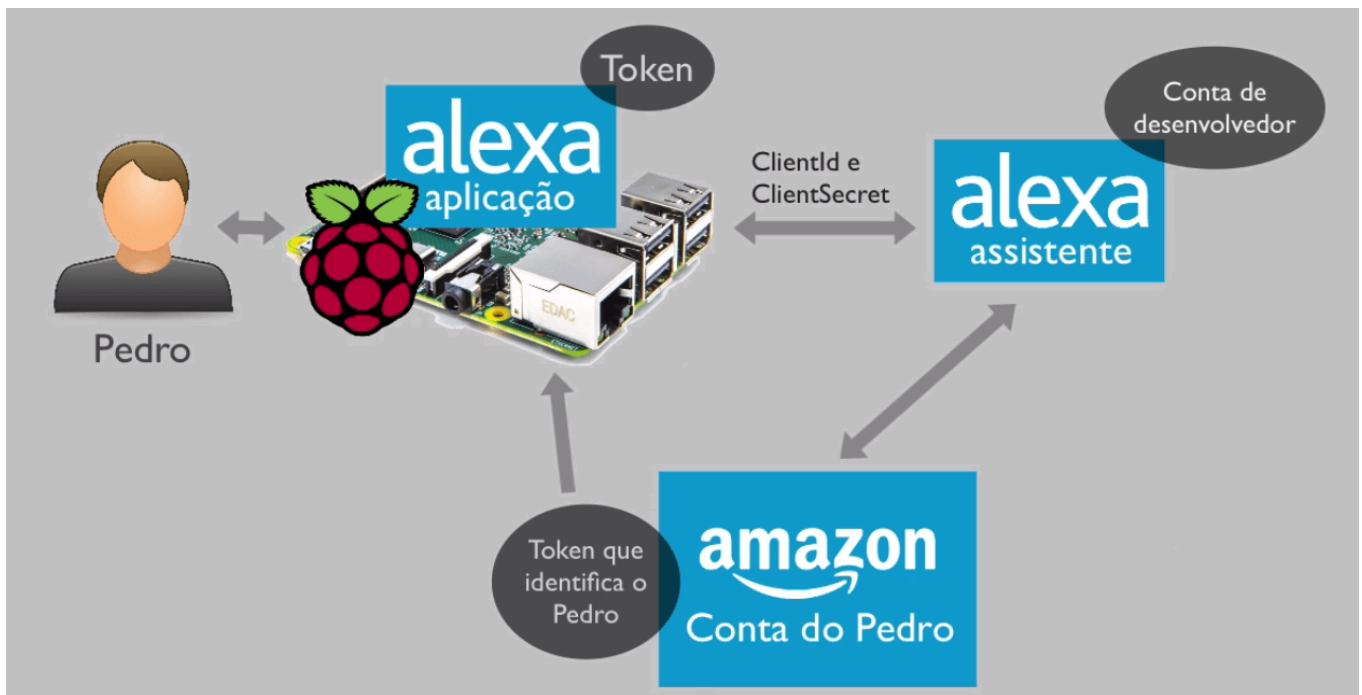 Token
alexa
aplicação
Pedro
ClientId e
ClientSecret
Conta de
desenvolvedor
alexa
assistente
EDAC
Token que
identifica o
Pedro
amazon
Conta do Pedro